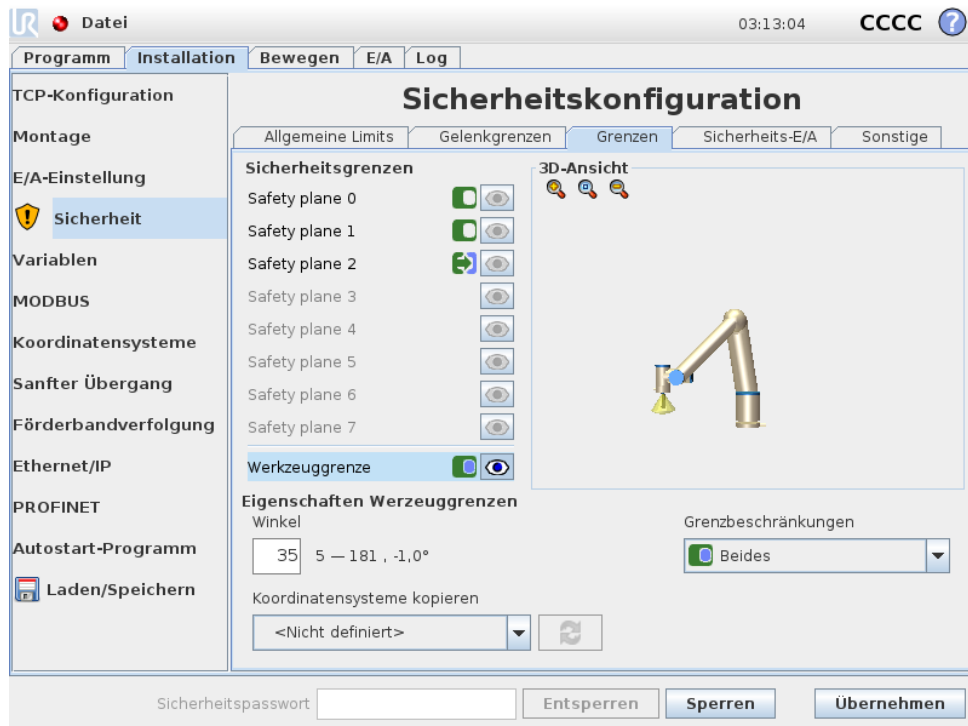 UR Datei 03:13:04 CCCC ?
Programm Installation Bewegen E/A Log
TCP-Konfiguration
Montage
E/A-Einstellung
Sicherheit
Variablen
MODBUS
Koordinatensysteme
Sanfter Übergang
Förderbandverfolgung
Ethernet/IP
PROFINET
Autostart-Programm
Laden/Speichern
Sicherheitskonfiguration
Allgemeine Limits Gelenkgrenzen Grenzen Sicherheits-E/A Sonstige
Sicherheitsgrenzen
Safety plane 0
Safety plane 1
Safety plane 2
Safety plane 3
Safety plane 4
Safety plane 5
Safety plane 6
Safety plane 7
Werkzeuggrenze
3D-Ansicht
Eigenschaften Werzeuggrenzen
Winkel
35 5 — 181 , -1,0°
Grenzbeschränkungen
Beides
Koordinatensysteme kopieren
<Nicht definiert>
Sicherheitspasswort Entsperren Sperren Übernehmen